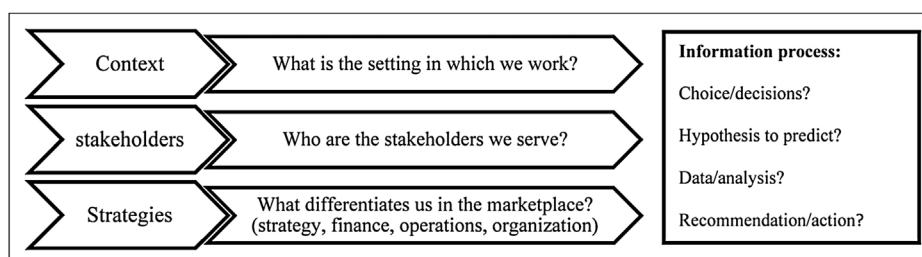 Context
What is the setting in which we work?
stakeholders
Who are the stakeholders we serve?
Strategies
What differentiates us in the marketplace?
(strategy, finance, operations, organization)
Information process:
Choice/decisions?
Hypothesis to predict?
Data/analysis?
Recommendation/action?